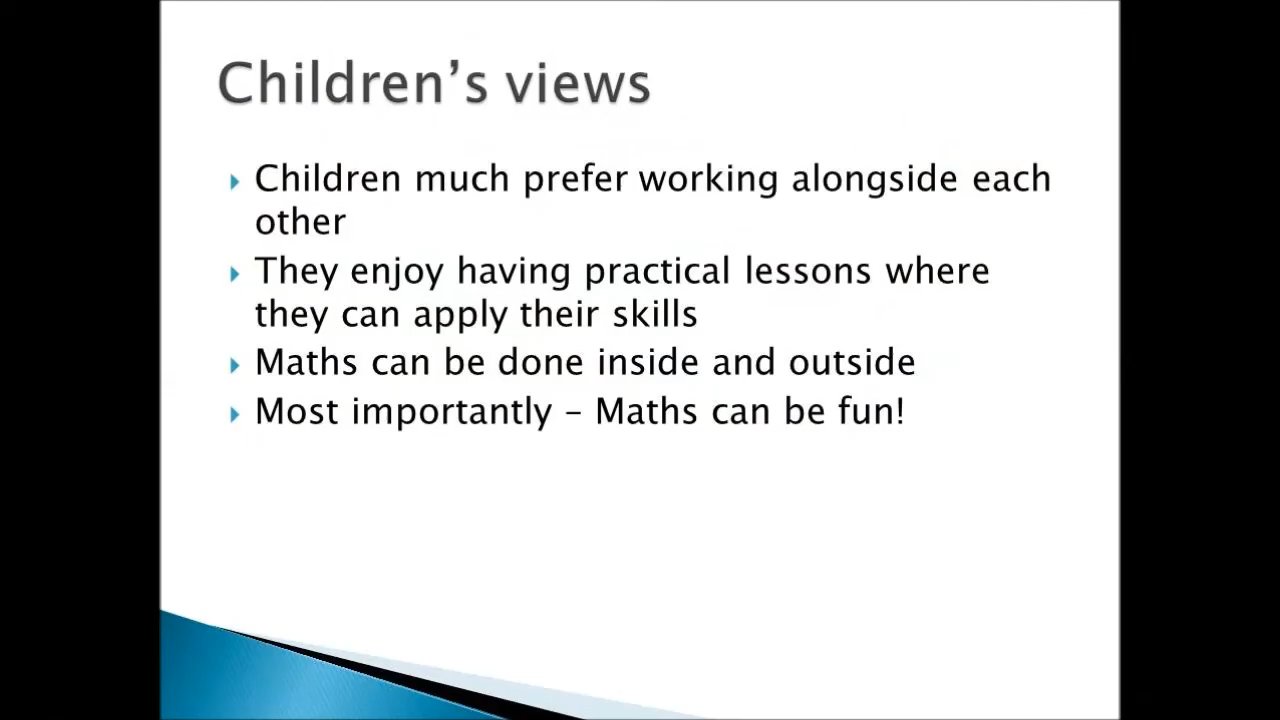 Children’s views
Children much prefer working alongside each
other
They enjoy having practical lessons where
they can apply their skills
Maths can be done inside and outside
Most importantly – Maths can be fun!